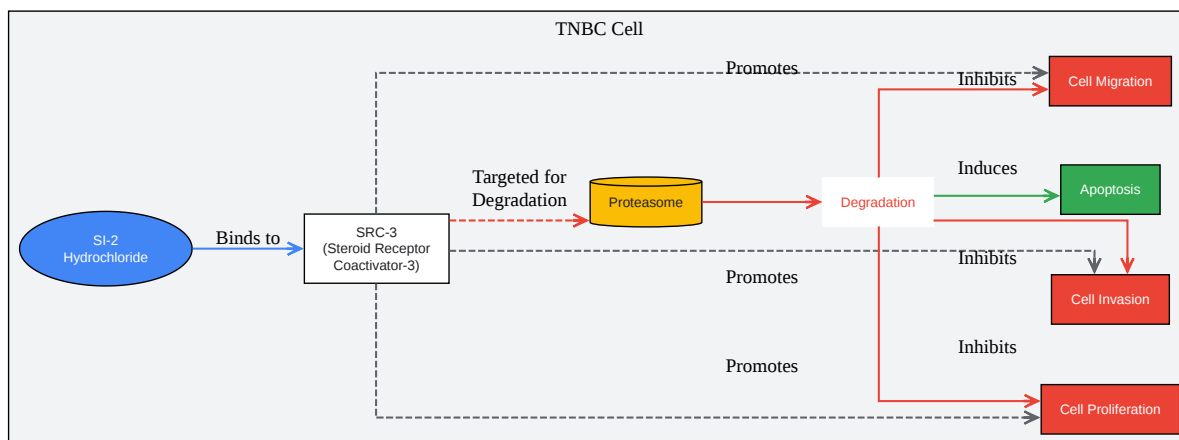 TNBC Cell
Promotes
Inhibits
Cell Migration
Targeted for
Degradation
Induces
Proteasome
Degradation
Apoptosis
SI-2
Hydrochloride
Binds to
SRC-3
(Steroid Receptor
Coactivator-3)
Promotes
Inhibits
Cell Invasion
Promotes
Inhibits
Cell Proliferation